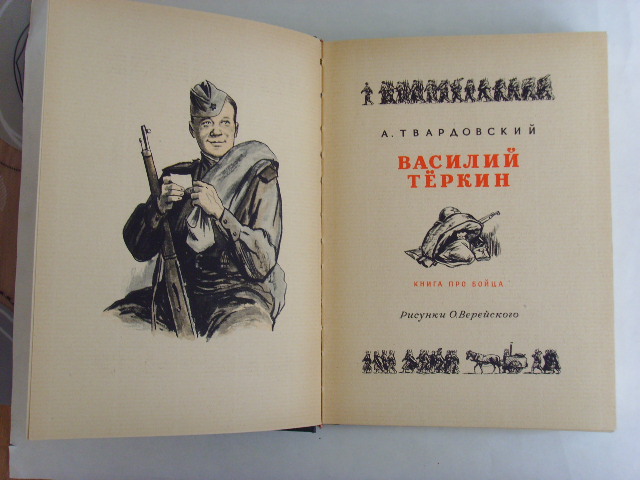 А. ТВАРДОВСКИЙ
ВАСИЛИЙ
ТЁРКИН
КНИГА ПРО БОЙЦА
Рисунки О. Верейского